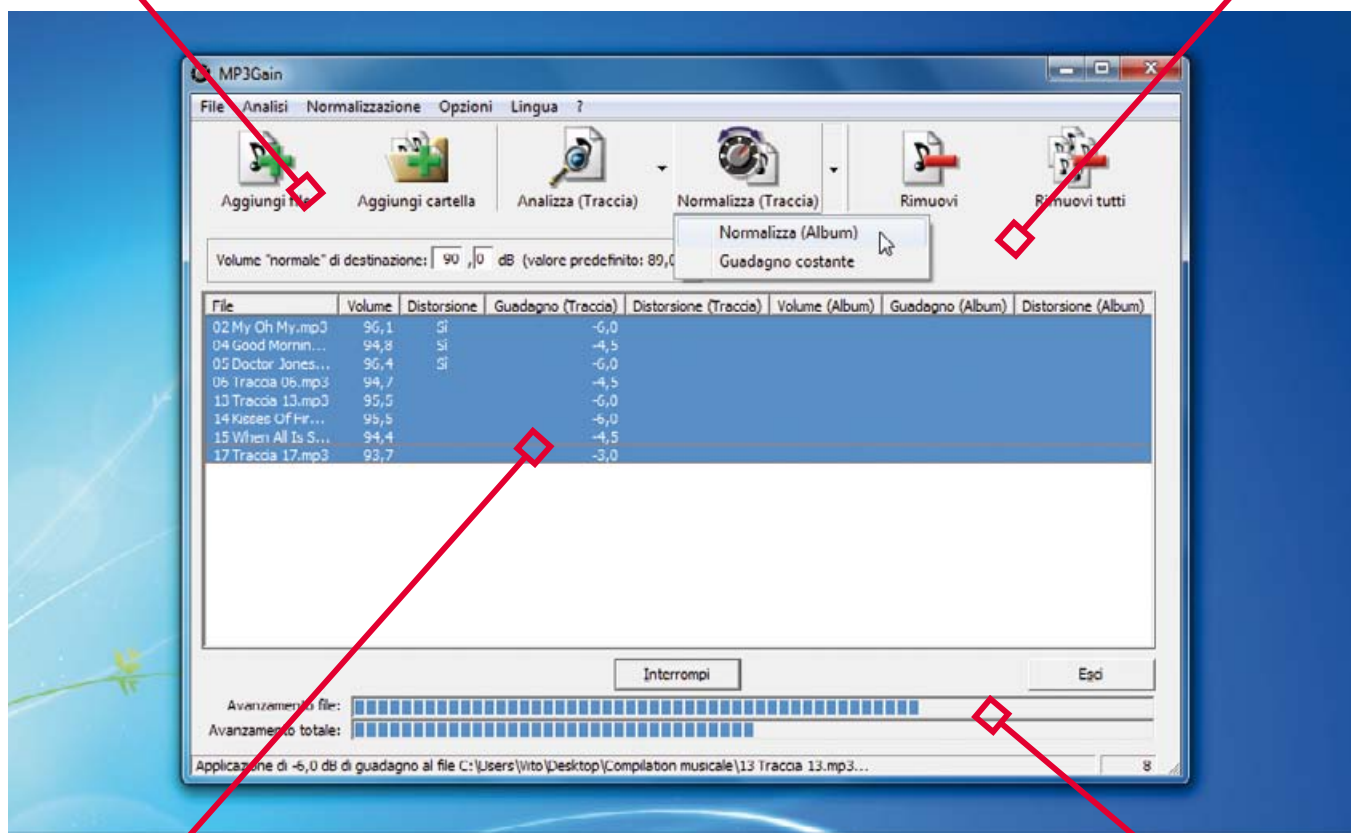 MP3Gain
File Analisi Normalizzazione Opzioni Lingua ?
Aggiungi file Aggiungi cartella Analizza (Traccia) Normalizza (Traccia) Rimuovi Rimuovi tutti
Normalizza (Album)
Guadagno costante
Volume "normale" di destinazione: 90 ,0 dB (valore predefinito: 89,0
File Volume Distorsione Guadagno (Traccia) Distorsione (Traccia) Volume (Album) Guadagno (Album) Distorsione (Album)
02 My Oh My.mp3 96,1 Sì -6,0
04 Good Mornin... 94,8 Sì -4,5
05 Doctor Jones... 96,4 Sì -6,0
06 Traccia 06.mp3 94,7 -4,5
13 Traccia 13.mp3 95,5 -6,0
14 Kisses Of Fir... 95,5 -6,0
15 When All Is S... 94,4 -4,5
17 Traccia 17.mp3 93,7 -3,0
Interrompi Esci
Avanzamento file:
Avanzamento totale:
Applicazione di -6,0 dB di guadagno al file C:\Users\Vito\Desktop\Compilation musicale\13 Traccia 13.mp3... 8